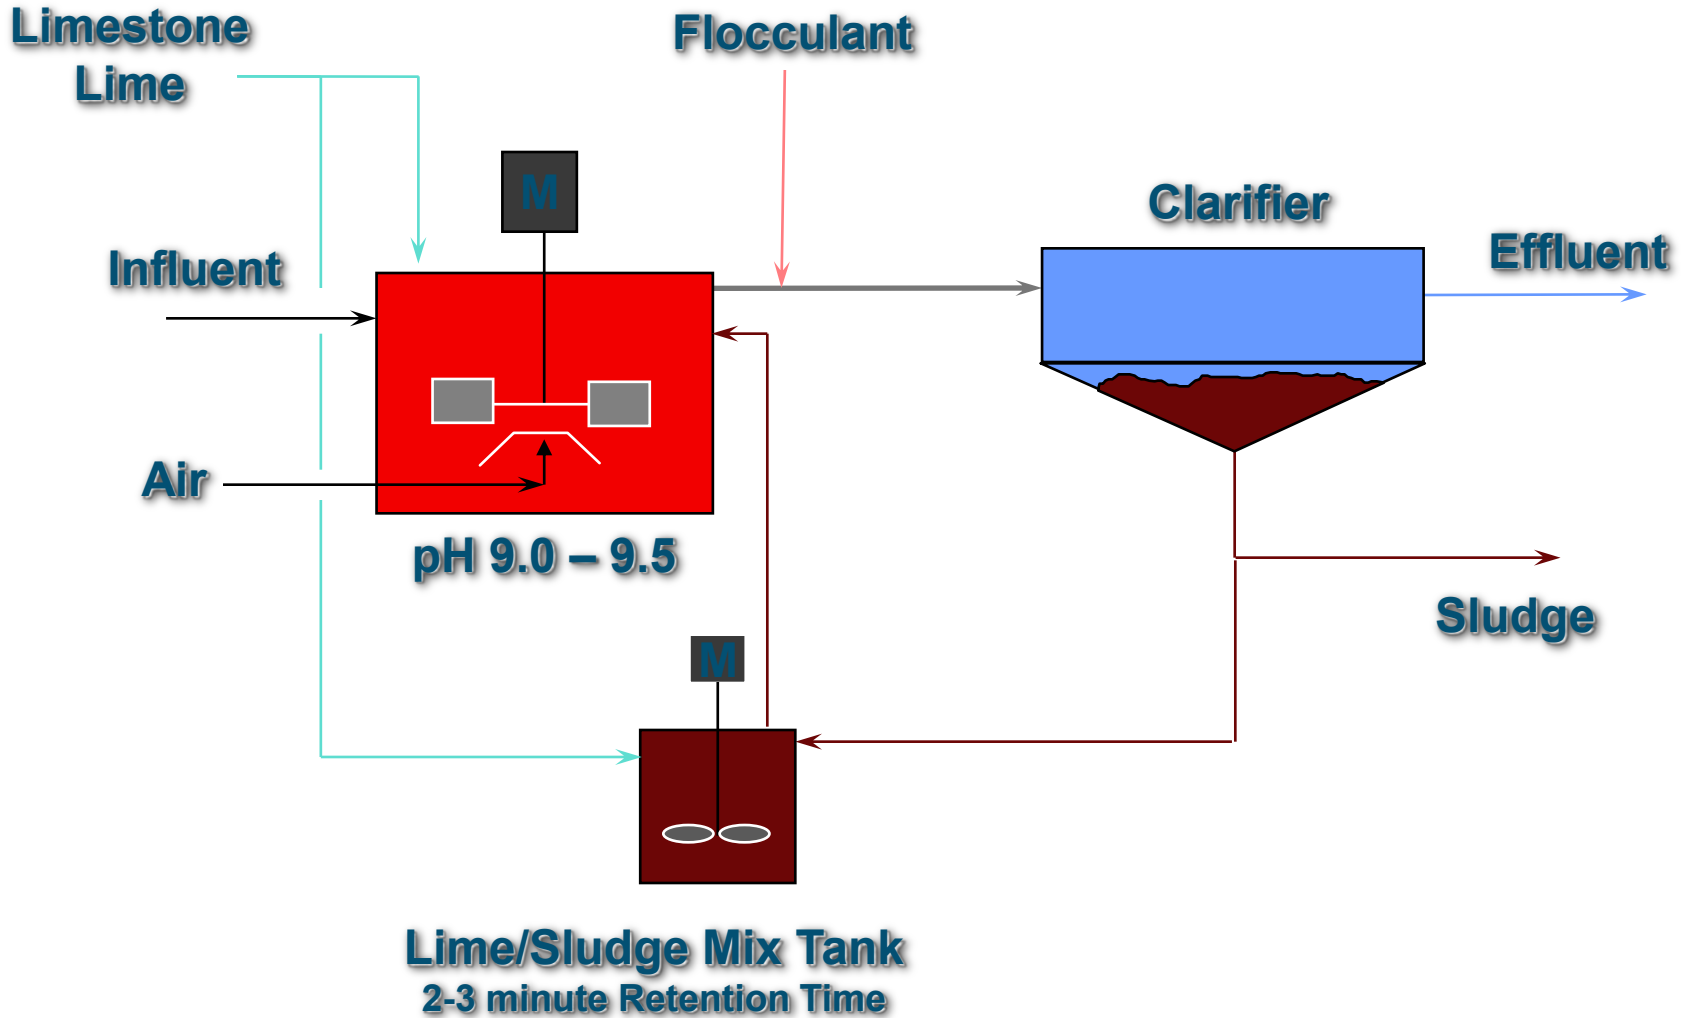 Limestone
Lime
Flocculant
M
Clarifier
Influent
Effluent
Air
pH 9.0 – 9.5
Sludge
M
Lime/Sludge Mix Tank
2-3 minute Retention Time